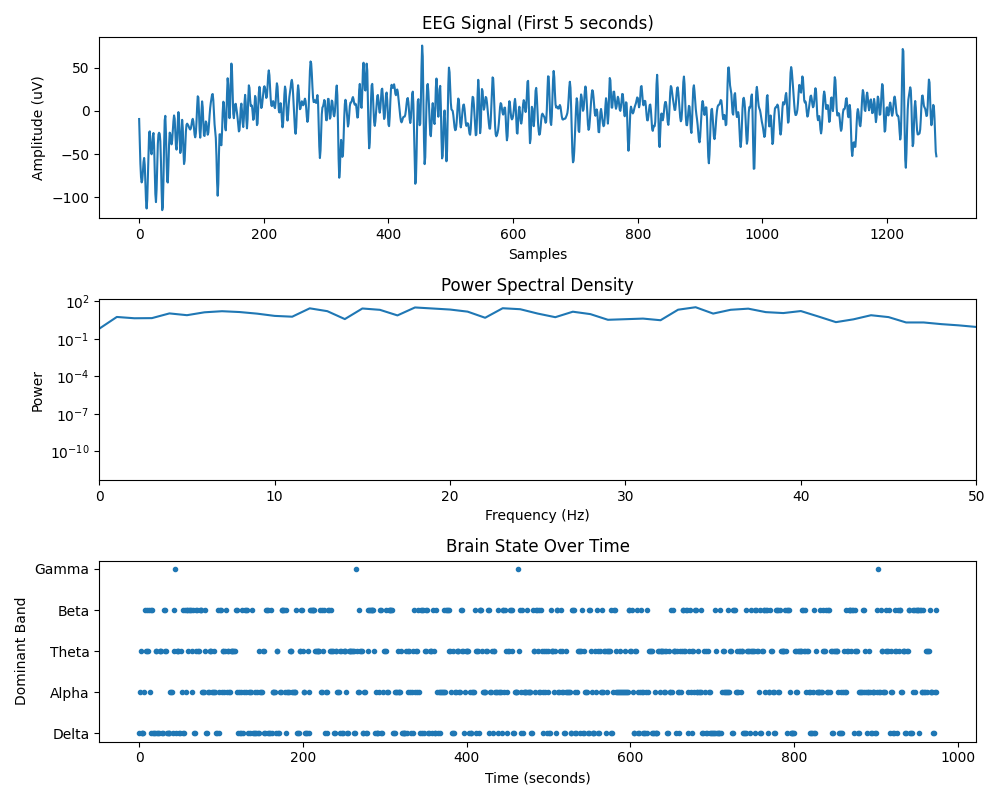 EEG Signal (First 5 seconds)
50
0
−50
−100
Amplitude (uV)
0 200 400 600 800 1000 1200
Samples
Power Spectral Density
10²
10⁻¹
10⁻⁴
10⁻⁷
10⁻¹⁰
Power
0 10 20 30 40 50
Frequency (Hz)
Brain State Over Time
Gamma
Beta
Theta
Alpha
Delta
Dominant Band
0 200 400 600 800 1000
Time (seconds)